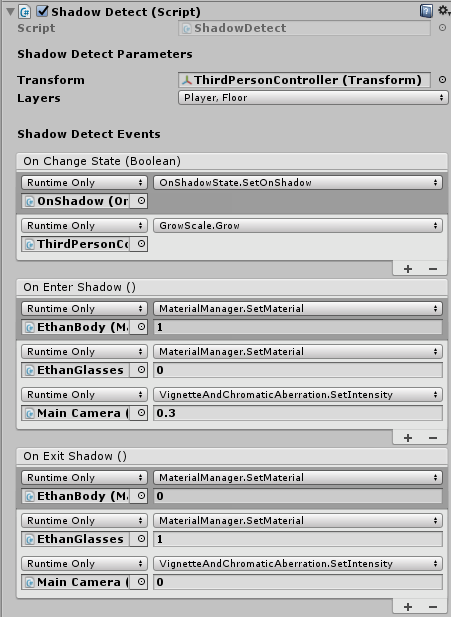 Shadow Detect (Script)
Script ShadowDetect
Shadow Detect Parameters
Transform ThirdPersonController (Transform)
Layers Player, Floor
Shadow Detect Events
On Change State (Boolean)
Runtime Only OnShadowState.SetOnShadow
OnShadow (Or
Runtime Only GrowScale.Grow
ThirdPersonCo
+ −
On Enter Shadow ()
Runtime Only MaterialManager.SetMaterial
EthanBody (Ma 1
Runtime Only MaterialManager.SetMaterial
EthanGlasses 0
Runtime Only VignetteAndChromaticAberration.SetIntensity
Main Camera ( 0.3
+ −
On Exit Shadow ()
Runtime Only MaterialManager.SetMaterial
EthanBody (Ma 0
Runtime Only MaterialManager.SetMaterial
EthanGlasses 1
Runtime Only VignetteAndChromaticAberration.SetIntensity
Main Camera ( 0
+ −